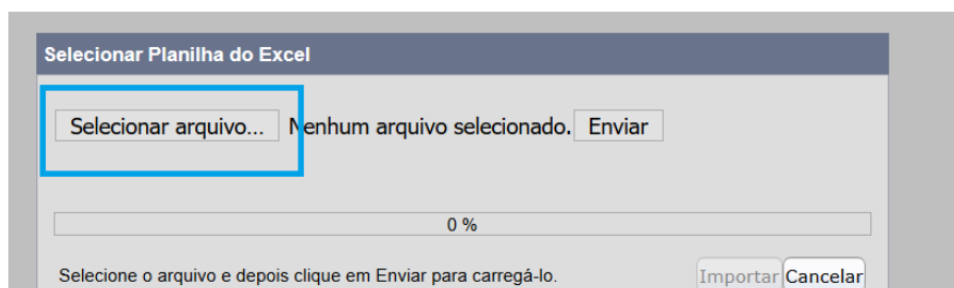 Selecionar Planilha do Excel
Selecionar arquivo... Nenhum arquivo selecionado. Enviar
0 %
Selecione o arquivo e depois clique em Enviar para carregá-lo. Importar Cancelar